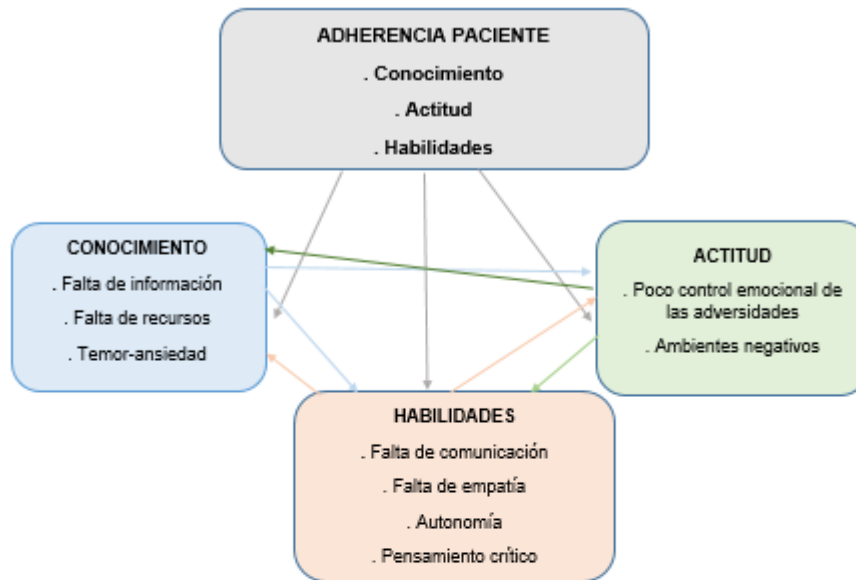 ADHERENCIA PACIENTE
. Conocimiento
. Actitud
. Habilidades
CONOCIMIENTO
. Falta de información
. Falta de recursos
. Temor-ansiedad
ACTITUD
. Poco control emocional de
las adversidades
. Ambientes negativos
HABILIDADES
. Falta de comunicación
. Falta de empatía
. Autonomía
. Pensamiento crítico